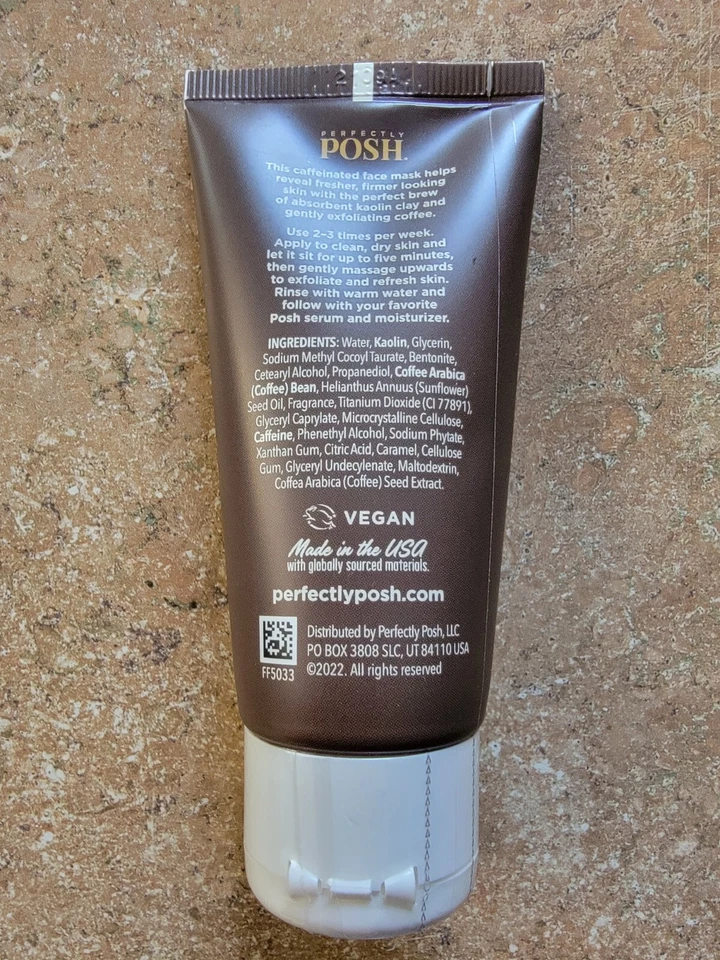 PERFECTLY
POSH®
This caffeinated face mask helps
reveal fresher, firmer looking
skin with the perfect brew
of absorbent kaolin clay and
gently exfoliating coffee.
Use 2–3 times per week.
Apply to clean, dry skin and
let it sit for up to five minutes,
then gently massage upwards
to exfoliate and refresh skin.
Rinse with warm water and
follow with your favorite
Posh serum and moisturizer.
INGREDIENTS: Water, Kaolin, Glycerin,
Sodium Methyl Cocoyl Taurate, Bentonite,
Cetearyl Alcohol, Propanediol, Coffee Arabica
(Coffee) Bean, Helianthus Annuus (Sunflower)
Seed Oil, Fragrance, Titanium Dioxide (CI 77891),
Glyceryl Caprylate, Microcrystalline Cellulose,
Caffeine, Phenethyl Alcohol, Sodium Phytate,
Xanthan Gum, Citric Acid, Caramel, Cellulose
Gum, Glyceryl Undecylenate, Maltodextrin,
Coffea Arabica (Coffee) Seed Extract.
VEGAN
Made in the USA
with globally sourced materials.
perfectlyposh.com
Distributed by Perfectly Posh, LLC
PO BOX 3808 SLC, UT 84110 USA
©2022. All rights reserved
FF5033